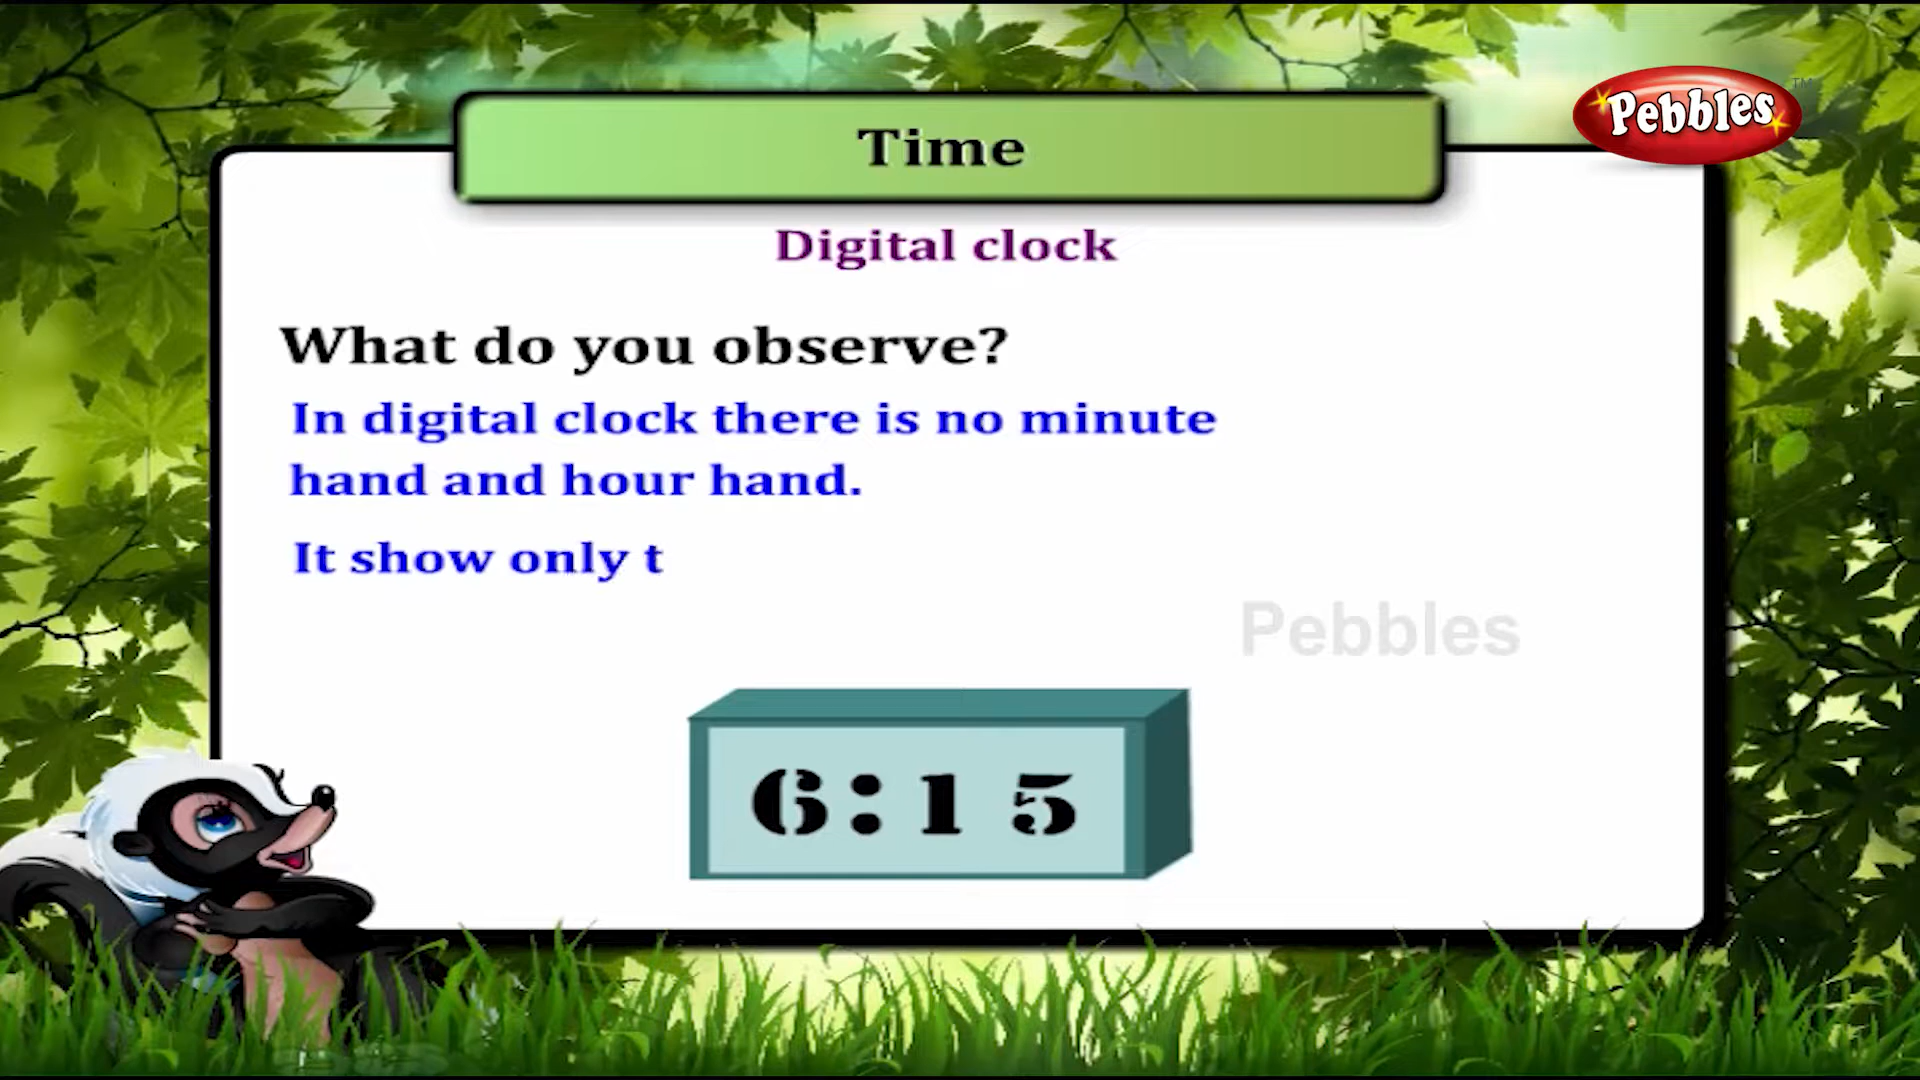 Pebbles
TM
Time
Digital clock
What do you observe?
In digital clock there is no minute
hand and hour hand.
It show only t
Pebbles
6:15